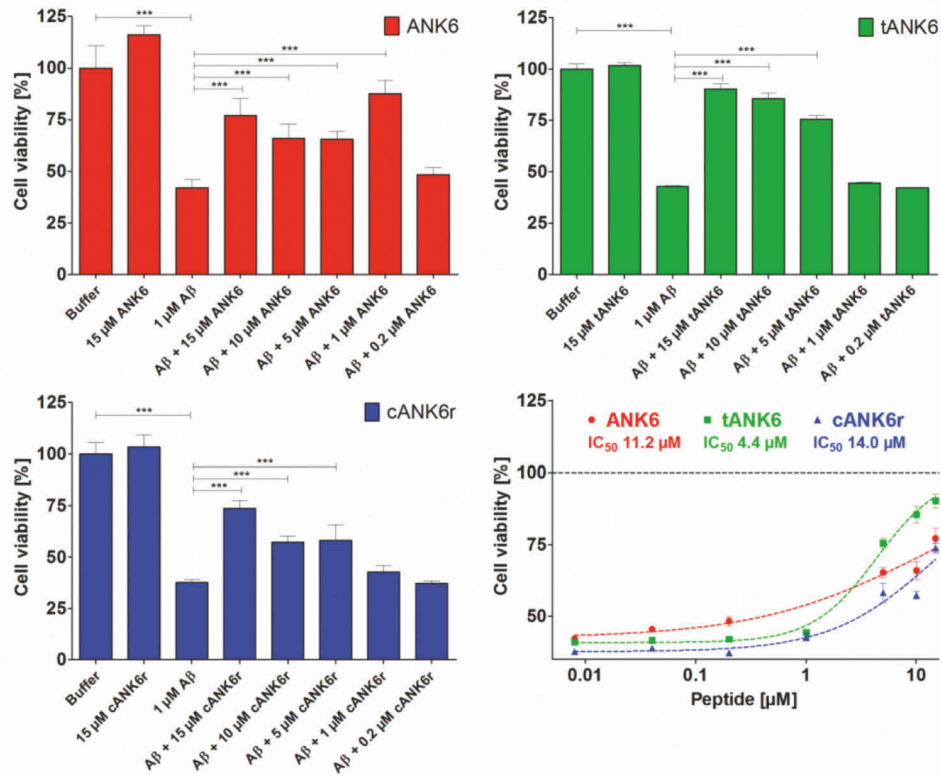 ANK6
Cell viability [%]
125
100
75
50
25
0
***
***
***
***
***
Buffer
15 µM ANK6
1 µM Aβ
Aβ + 15 µM ANK6
Aβ + 10 µM ANK6
Aβ + 5 µM ANK6
Aβ + 1 µM ANK6
Aβ + 0.2 µM ANK6
tANK6
Cell viability [%]
125
100
75
50
25
0
***
***
***
***
Buffer
15 µM tANK6
1 µM Aβ
Aβ + 15 µM tANK6
Aβ + 10 µM tANK6
Aβ + 5 µM tANK6
Aβ + 1 µM tANK6
Aβ + 0.2 µM tANK6
cANK6r
Cell viability [%]
125
100
75
50
25
0
***
***
***
***
Buffer
15 µM cANK6r
1 µM Aβ
Aβ + 15 µM cANK6r
Aβ + 10 µM cANK6r
Aβ + 5 µM cANK6r
Aβ + 1 µM cANK6r
Aβ + 0.2 µM cANK6r
ANK6 tANK6 cANK6r
IC50 11.2 µM IC50 4.4 µM IC50 14.0 µM
Cell viability [%]
100
75
50
0.01 0.1 1 10
Peptide [µM]